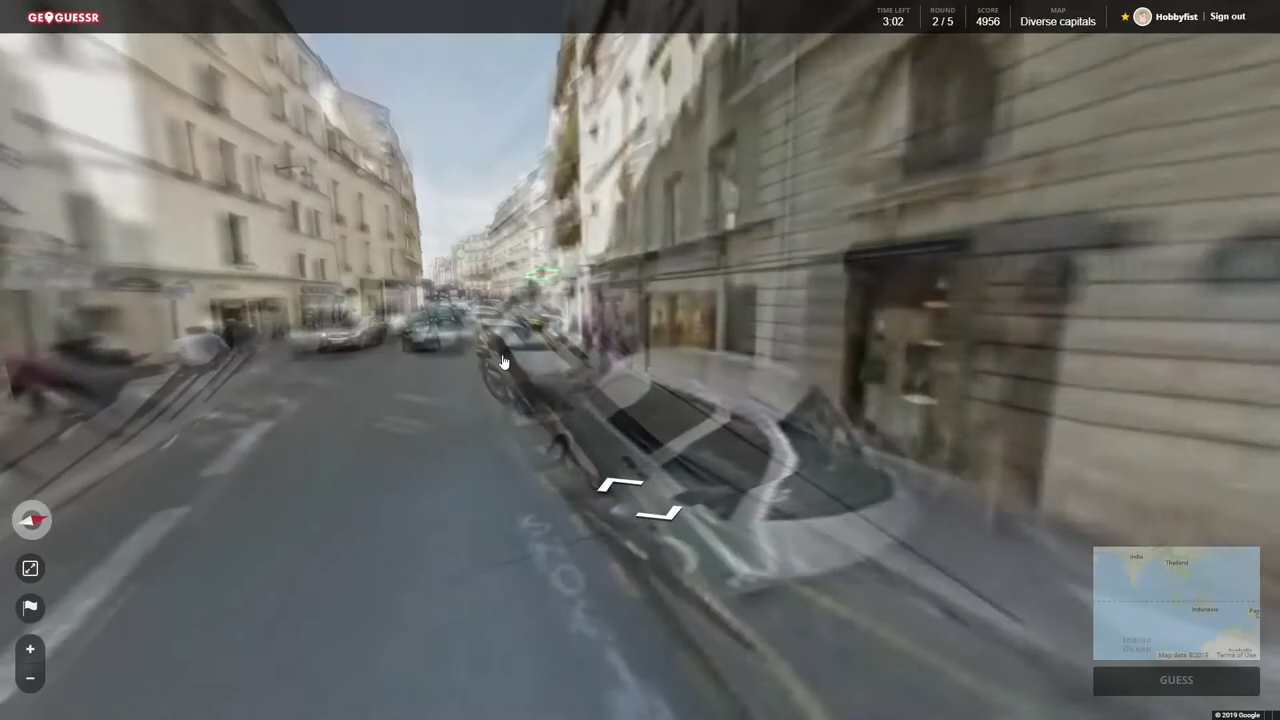 GEOGUESSR
TIME LEFT
3:02
ROUND
2 / 5
SCORE
4956
MAP
Diverse capitals
Hobbyfist
Sign out
India
Thailand
Indonesia
Indian
Ocean
Map data ©2019
Terms of Use
GUESS
© 2019 Google